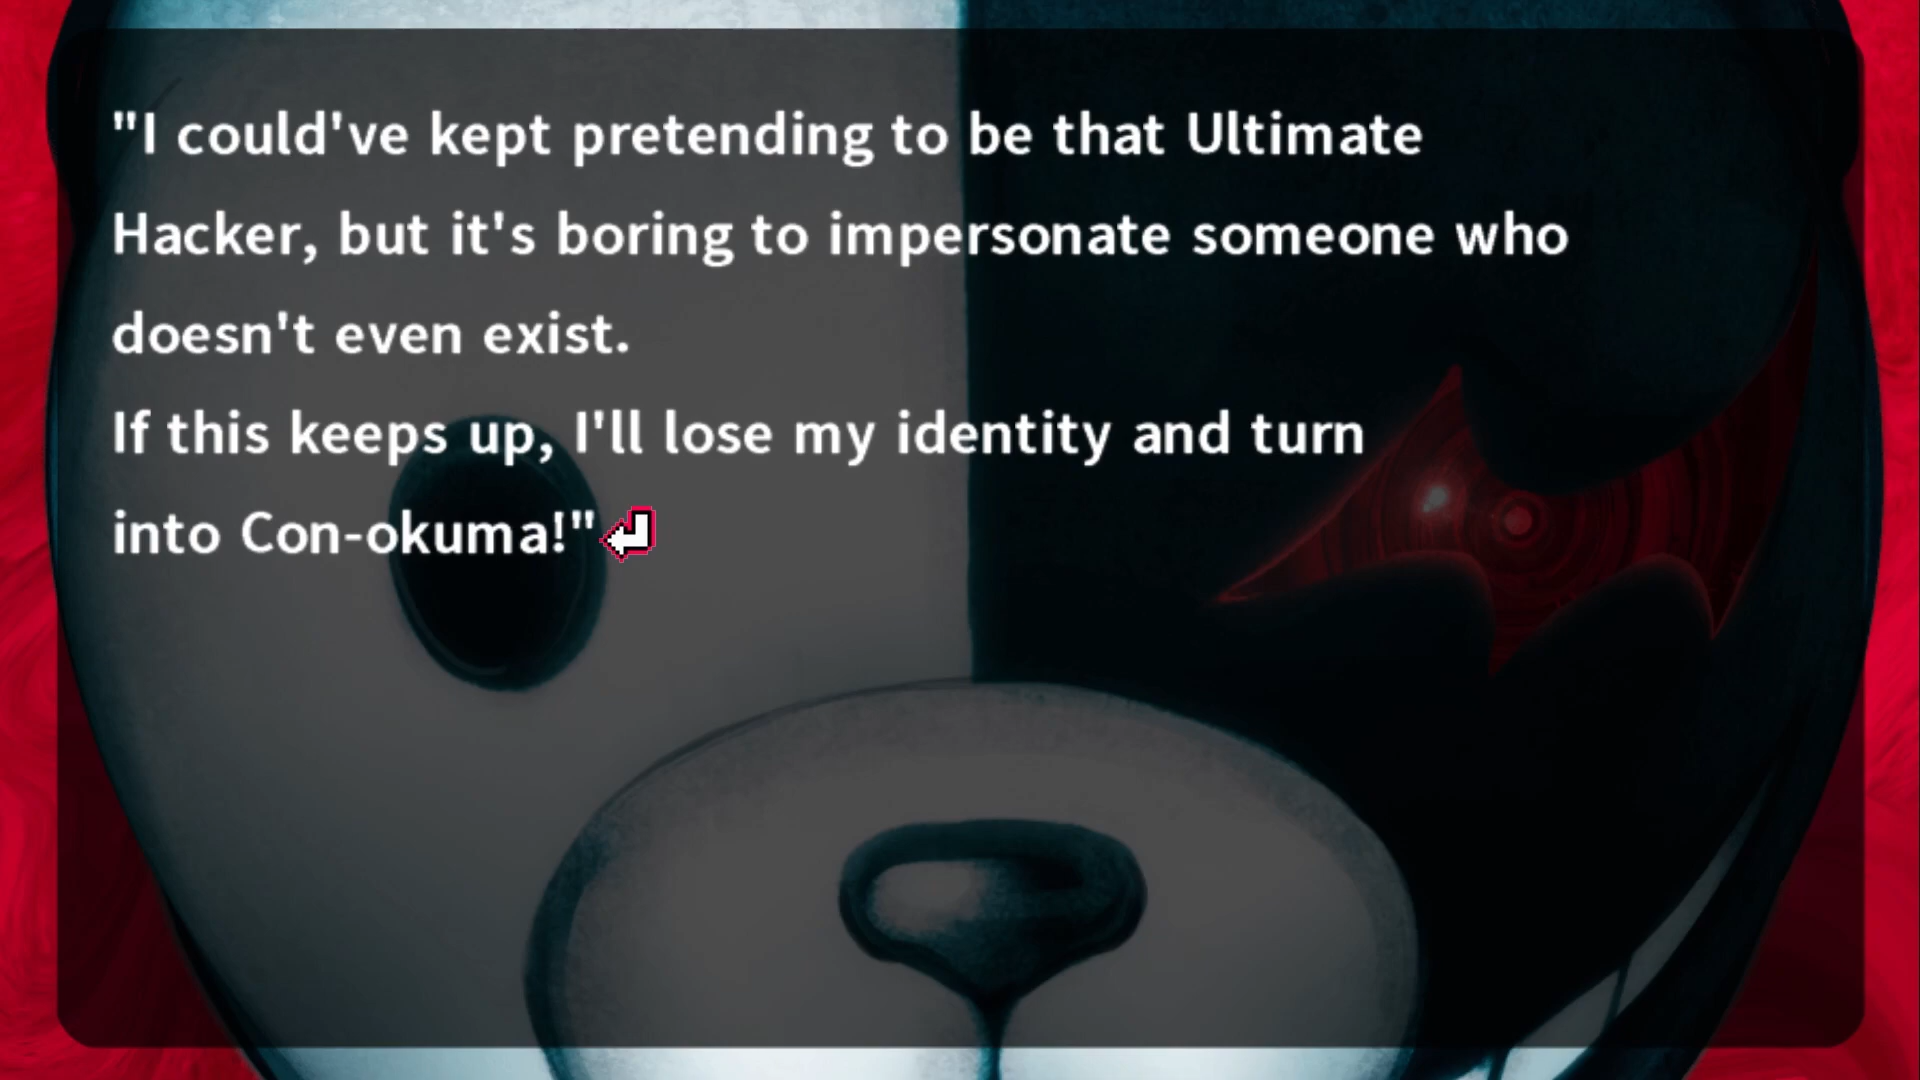 "I could've kept pretending to be that Ultimate
Hacker, but it's boring to impersonate someone who
doesn't even exist.
If this keeps up, I'll lose my identity and turn
into Con-okuma!"